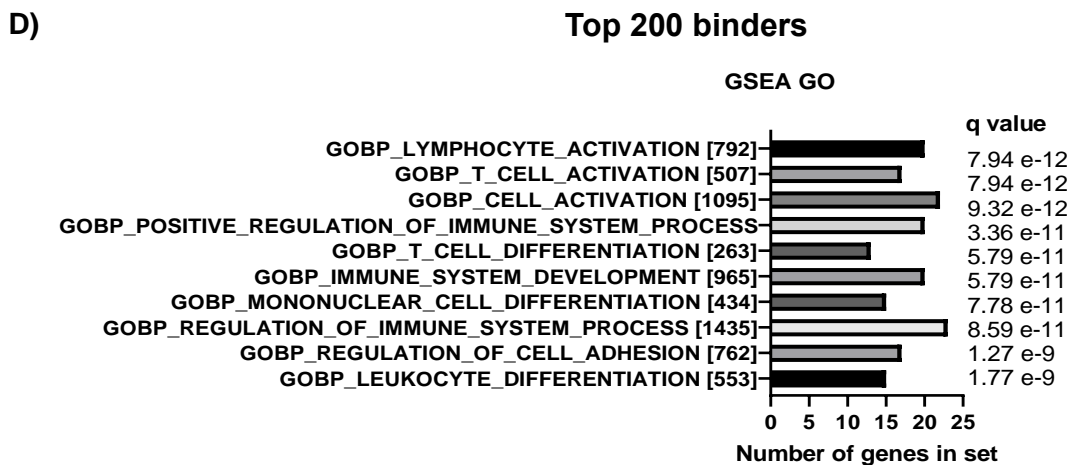 D)
Top 200 binders
GSEA GO
q value
GOBP_LYMPHOCYTE_ACTIVATION [792] 7.94 e-12
GOBP_T_CELL_ACTIVATION [507] 7.94 e-12
GOBP_CELL_ACTIVATION [1095] 9.32 e-12
GOBP_POSITIVE_REGULATION_OF_IMMUNE_SYSTEM_PROCESS 3.36 e-11
GOBP_T_CELL_DIFFERENTIATION [263] 5.79 e-11
GOBP_IMMUNE_SYSTEM_DEVELOPMENT [965] 5.79 e-11
GOBP_MONONUCLEAR_CELL_DIFFERENTIATION [434] 7.78 e-11
GOBP_REGULATION_OF_IMMUNE_SYSTEM_PROCESS [1435] 8.59 e-11
GOBP_REGULATION_OF_CELL_ADHESION [762] 1.27 e-9
GOBP_LEUKOCYTE_DIFFERENTIATION [553] 1.77 e-9
0 5 10 15 20 25
Number of genes in set